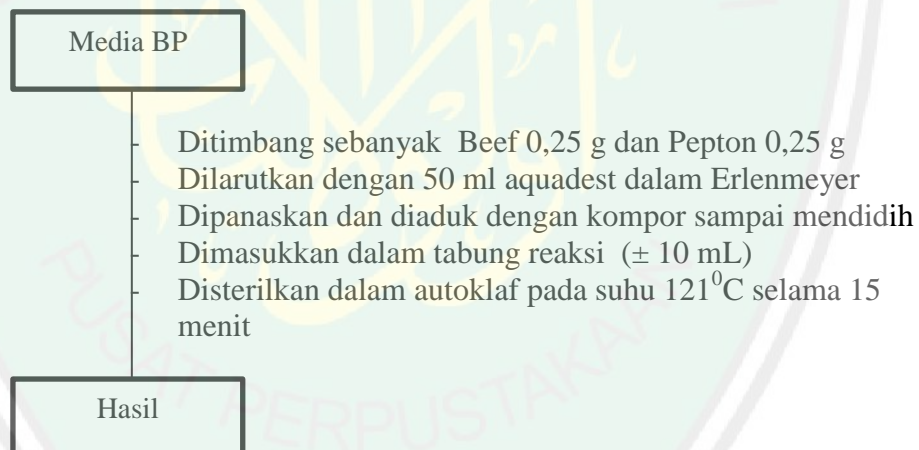 Media BP
- Ditimbang sebanyak Beef 0,25 g dan Pepton 0,25 g
- Dilarutkan dengan 50 ml aquadest dalam Erlenmeyer
- Dipanaskan dan diaduk dengan kompor sampai mendidih
- Dimasukkan dalam tabung reaksi (± 10 mL)
- Disterilkan dalam autoklaf pada suhu 121⁰C selama 15
menit
Hasil
PUSAT PERPUSTAKAAN